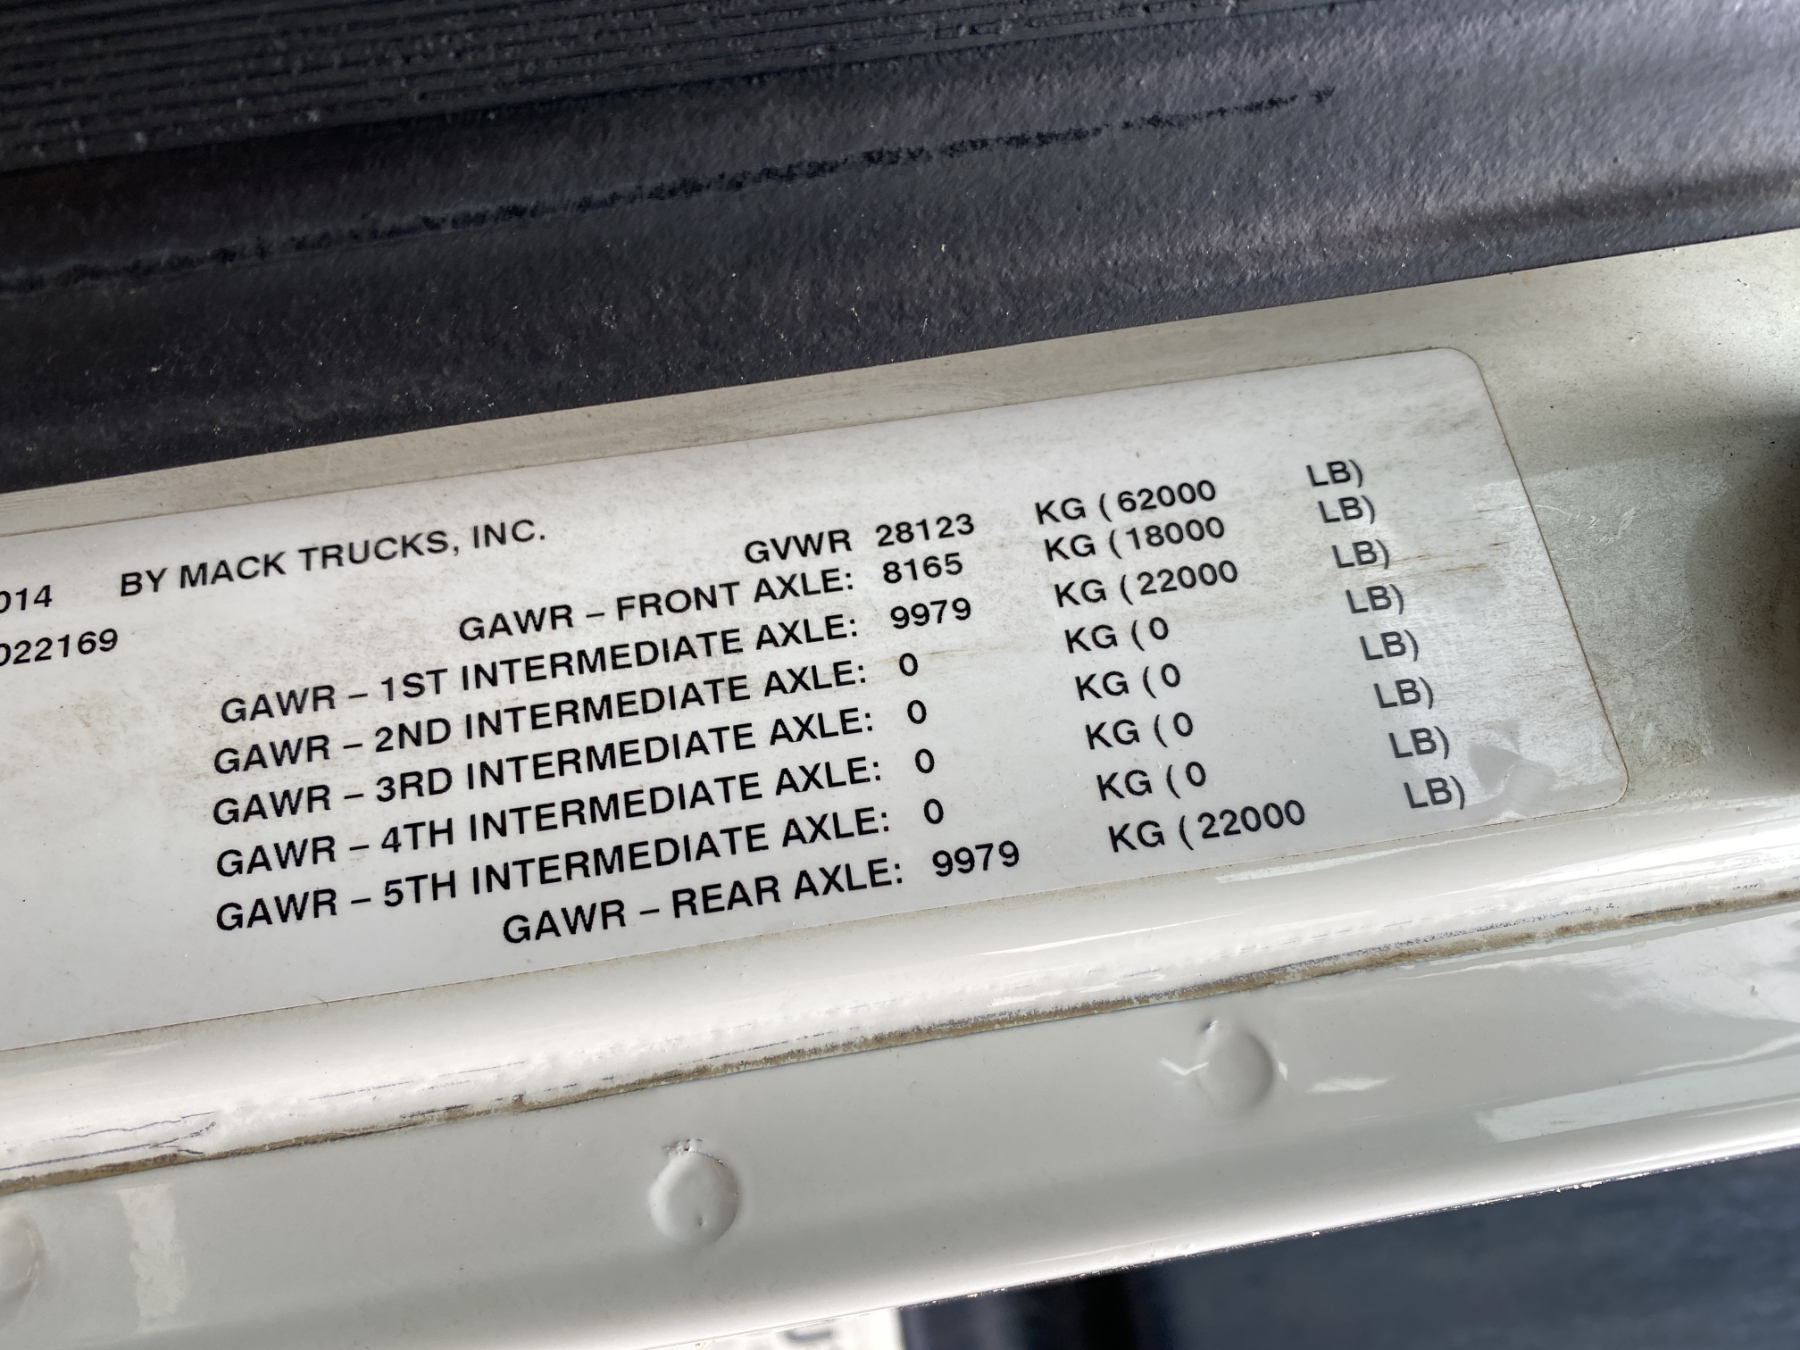 014 BY MACK TRUCKS, INC.
022169
GVWR 28123 KG (62000 LB)
GAWR – FRONT AXLE: 8165 KG (18000 LB)
GAWR – 1ST INTERMEDIATE AXLE: 9979 KG (22000 LB)
GAWR – 2ND INTERMEDIATE AXLE: 0 KG (0 LB)
GAWR – 3RD INTERMEDIATE AXLE: 0 KG (0 LB)
GAWR – 4TH INTERMEDIATE AXLE: 0 KG (0 LB)
GAWR – 5TH INTERMEDIATE AXLE: 0 KG (0 LB)
GAWR – REAR AXLE: 9979 KG (22000 LB)